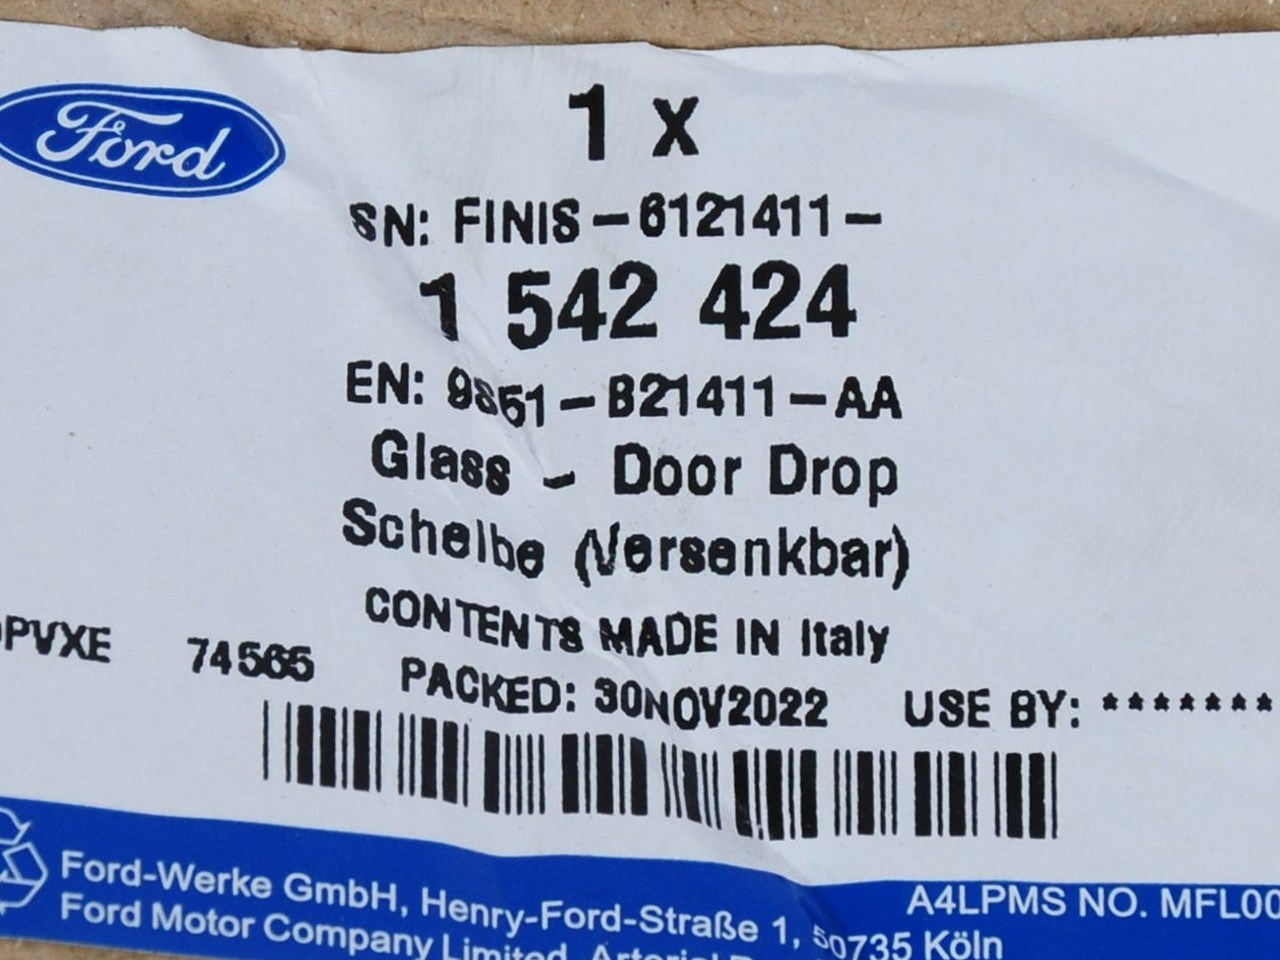 Ford
1 x
SN: FINIS-6121411-
1 542 424
EN: 9S51-B21411-AA
Glass - Door Drop
Scheibe (Versenkbar)
CONTENTS MADE IN Italy
PVXE 74565 PACKED: 30NOV2022 USE BY: *******
Ford-Werke GmbH, Henry-Ford-Straße 1, 50735 Köln
A4LPMS NO. MFL00
Ford Motor Company Limited, Arterial